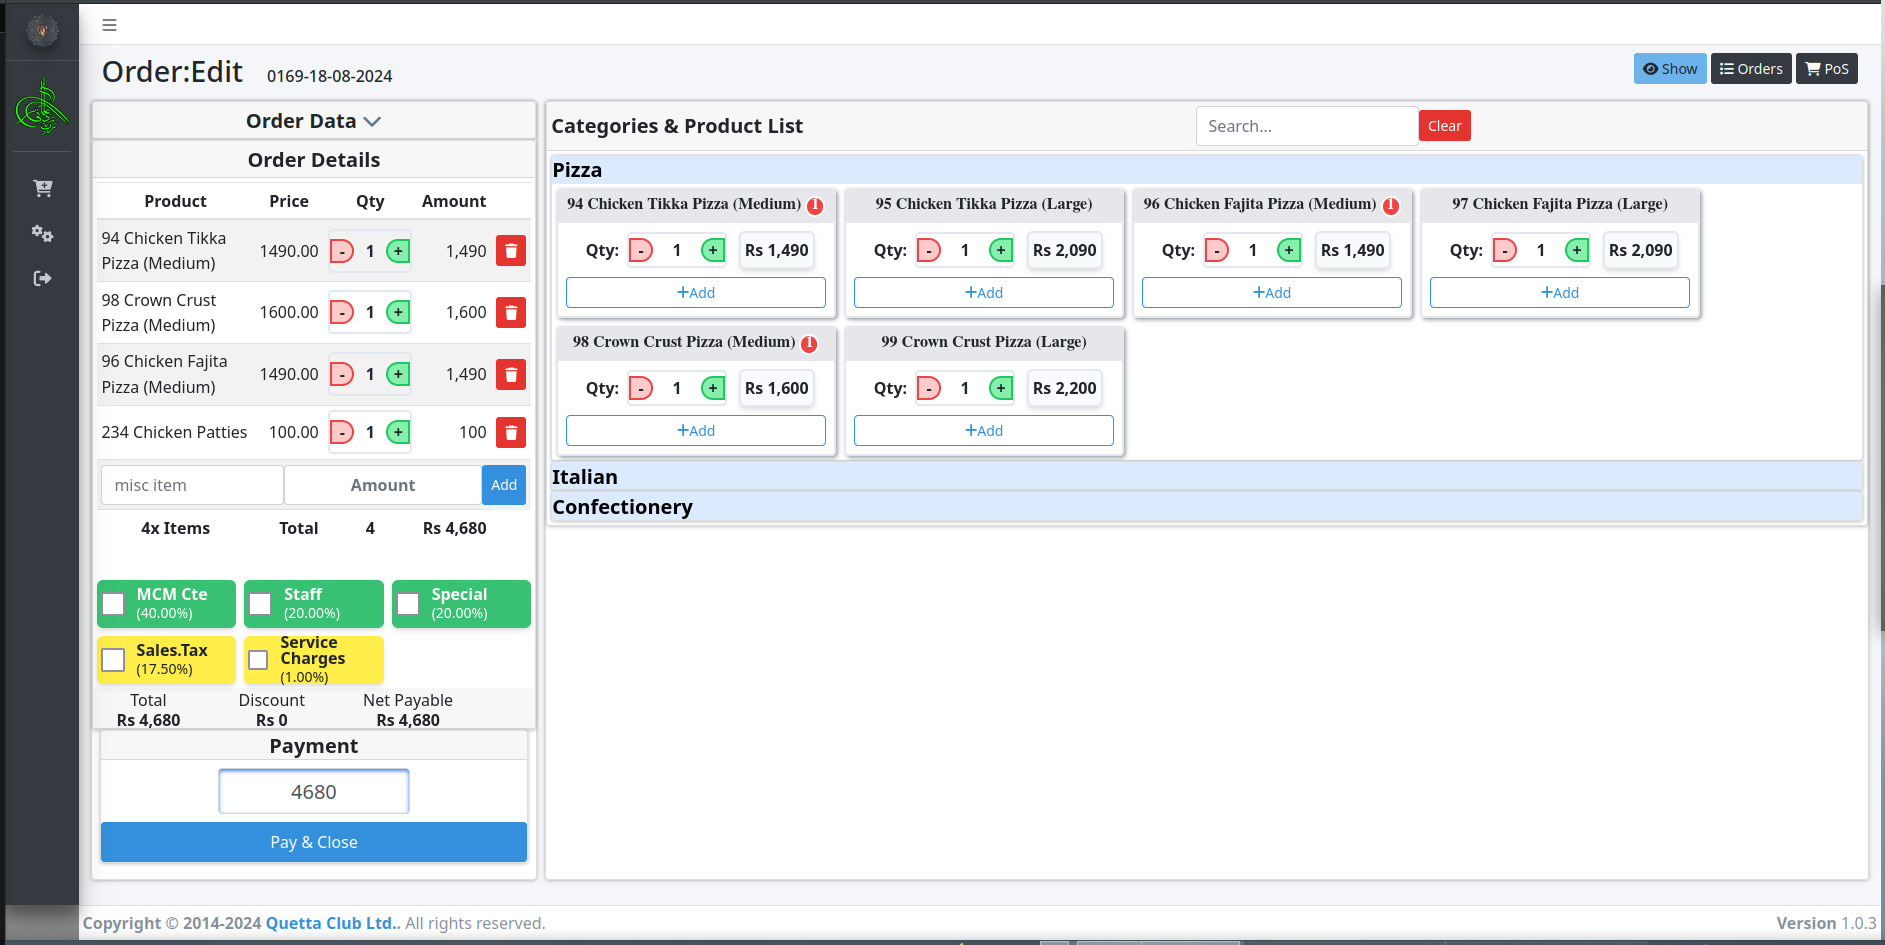 Order:Edit 0169-18-08-2024
Show
Orders
PoS
Order Data
Order Details
Product Price Qty Amount
94 Chicken Tikka
Pizza (Medium)
1490.00 - 1 + 1,490
98 Crown Crust
Pizza (Medium)
1600.00 - 1 + 1,600
96 Chicken Fajita
Pizza (Medium)
1490.00 - 1 + 1,490
234 Chicken Patties 100.00 - 1 + 100
misc item Amount Add
4x Items Total 4 Rs 4,680
MCM Cte
(40.00%)
Staff
(20.00%)
Special
(20.00%)
Sales.Tax
(17.50%)
Service
Charges
(1.00%)
Total
Rs 4,680
Discount
Rs 0
Net Payable
Rs 4,680
Payment
4680
Pay & Close
Categories & Product List
Search...
Clear
Pizza
94 Chicken Tikka Pizza (Medium) 1
Qty: - 1 + Rs 1,490
+Add
95 Chicken Tikka Pizza (Large)
Qty: - 1 + Rs 2,090
+Add
96 Chicken Fajita Pizza (Medium) 1
Qty: - 1 + Rs 1,490
+Add
97 Chicken Fajita Pizza (Large)
Qty: - 1 + Rs 2,090
+Add
98 Crown Crust Pizza (Medium) 1
Qty: - 1 + Rs 1,600
+Add
99 Crown Crust Pizza (Large)
Qty: - 1 + Rs 2,200
+Add
Italian
Confectionery
Copyright © 2014-2024 Quetta Club Ltd.. All rights reserved.
Version 1.0.3